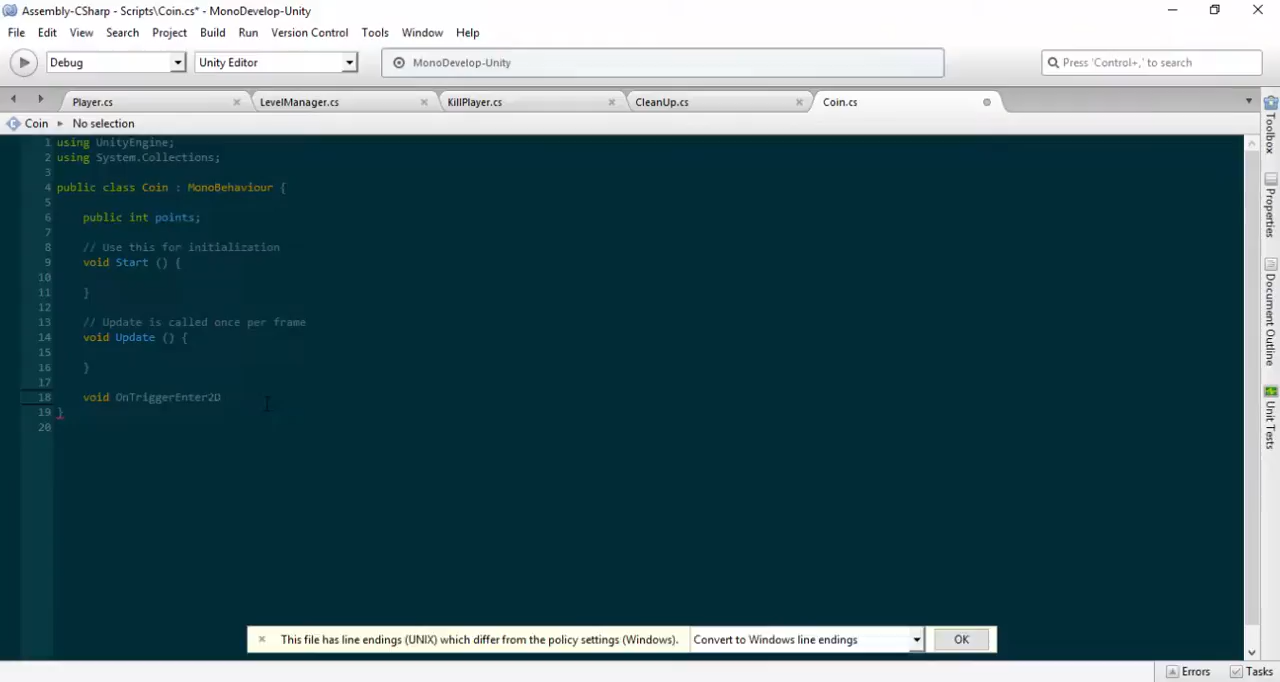 Assembly-CSharp - Scripts\Coin.cs* - MonoDevelop-Unity
File Edit View Search Project Build Run Version Control Tools Window Help
Debug Unity Editor MonoDevelop-Unity Press 'Control+,' to search
Player.cs LevelManager.cs KillPlayer.cs CleanUp.cs Coin.cs
Coin No selection
1 using UnityEngine;
2 using System.Collections;
3
4 public class Coin : MonoBehaviour {
5
6 public int points;
7
8 // Use this for initialization
9 void Start () {
10
11 }
12
13 // Update is called once per frame
14 void Update () {
15
16 }
17
18 void OnTriggerEnter2D
19 }
20
Toolbox
Properties
Document Outline
Unit Tests
This file has line endings (UNIX) which differ from the policy settings (Windows). Convert to Windows line endings OK
Errors Tasks